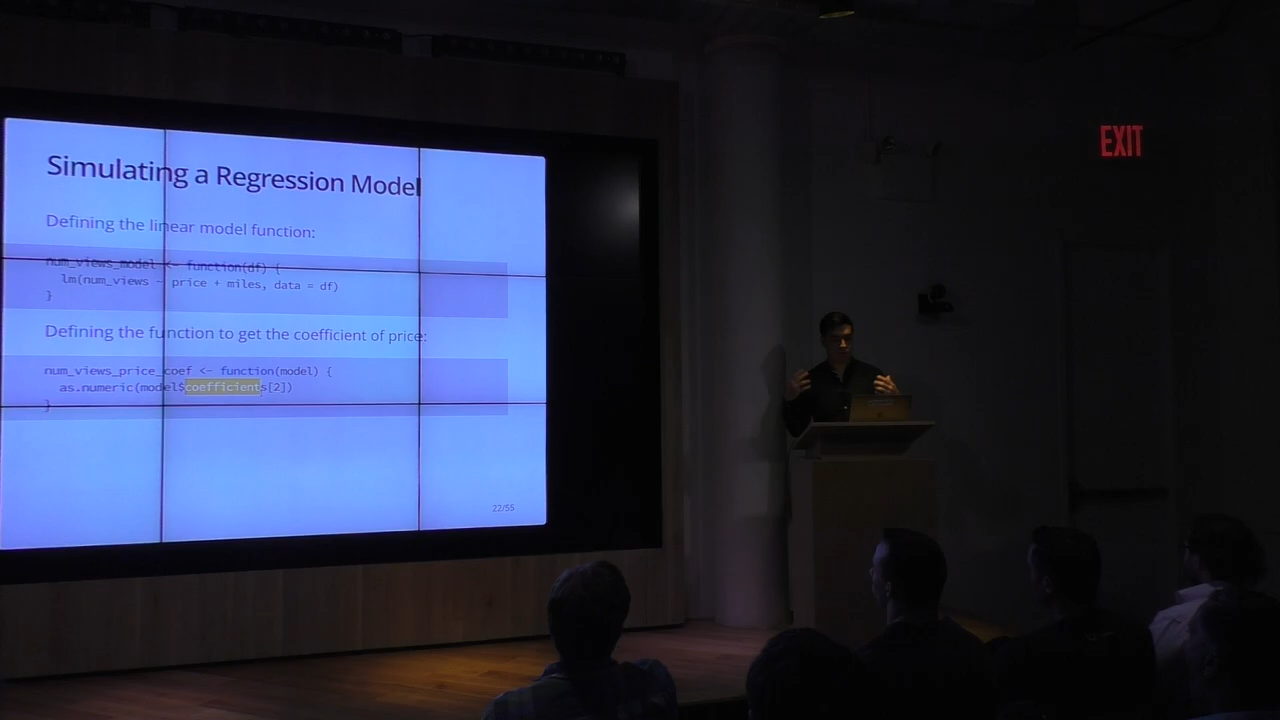 Simulating a Regression Model
Defining the linear model function:
num_views_model <- function(df) {
lm(num_views ~ price + miles, data = df)
}
Defining the function to get the coefficient of price:
num_views_price_coef <- function(model) {
as.numeric(model$coefficients[2])
}
22/55
EXIT